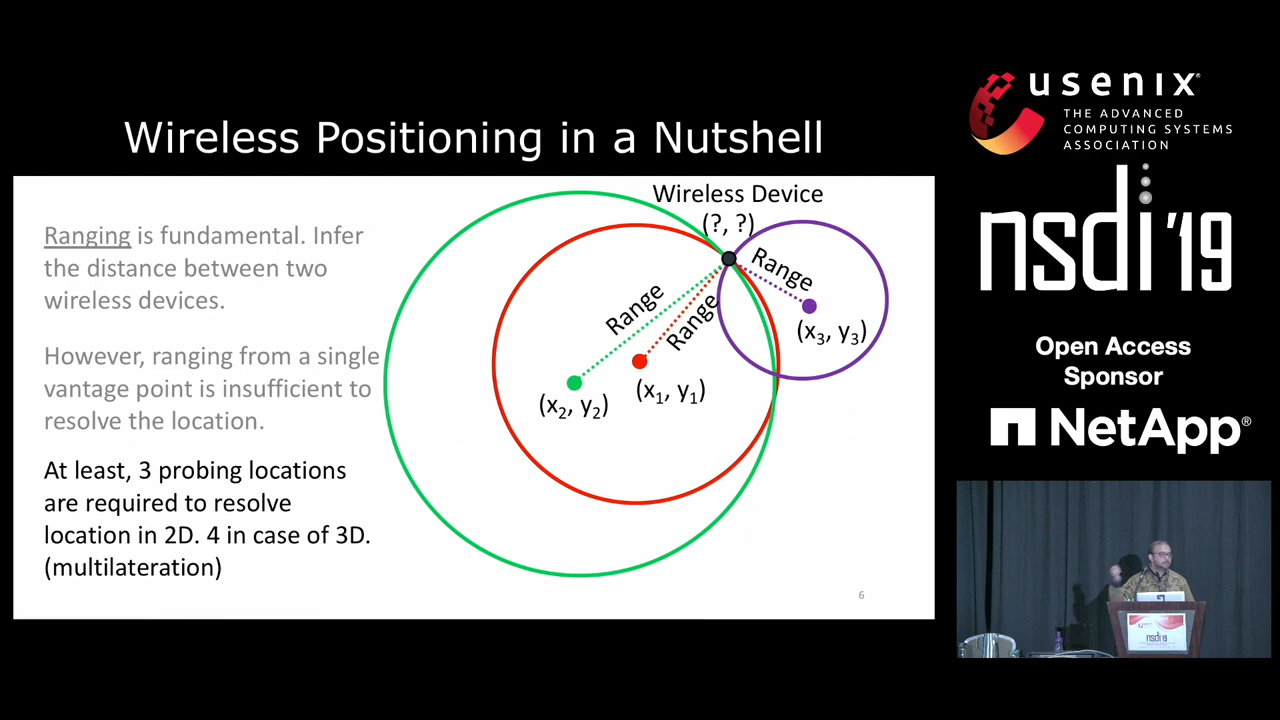 Wireless Positioning in a Nutshell
Ranging is fundamental. Infer
the distance between two
wireless devices.
However, ranging from a single
vantage point is insufficient to
resolve the location.
At least, 3 probing locations
are required to resolve
location in 2D. 4 in case of 3D.
(multilateration)
Wireless Device
(?, ?)
Range
Range
Range
(x₃, y₃)
(x₁, y₁)
(x₂, y₂)
6
usenix®
THE ADVANCED
COMPUTING SYSTEMS
ASSOCIATION
nsdi '19
Open Access
Sponsor
NetApp®
nsdi '19